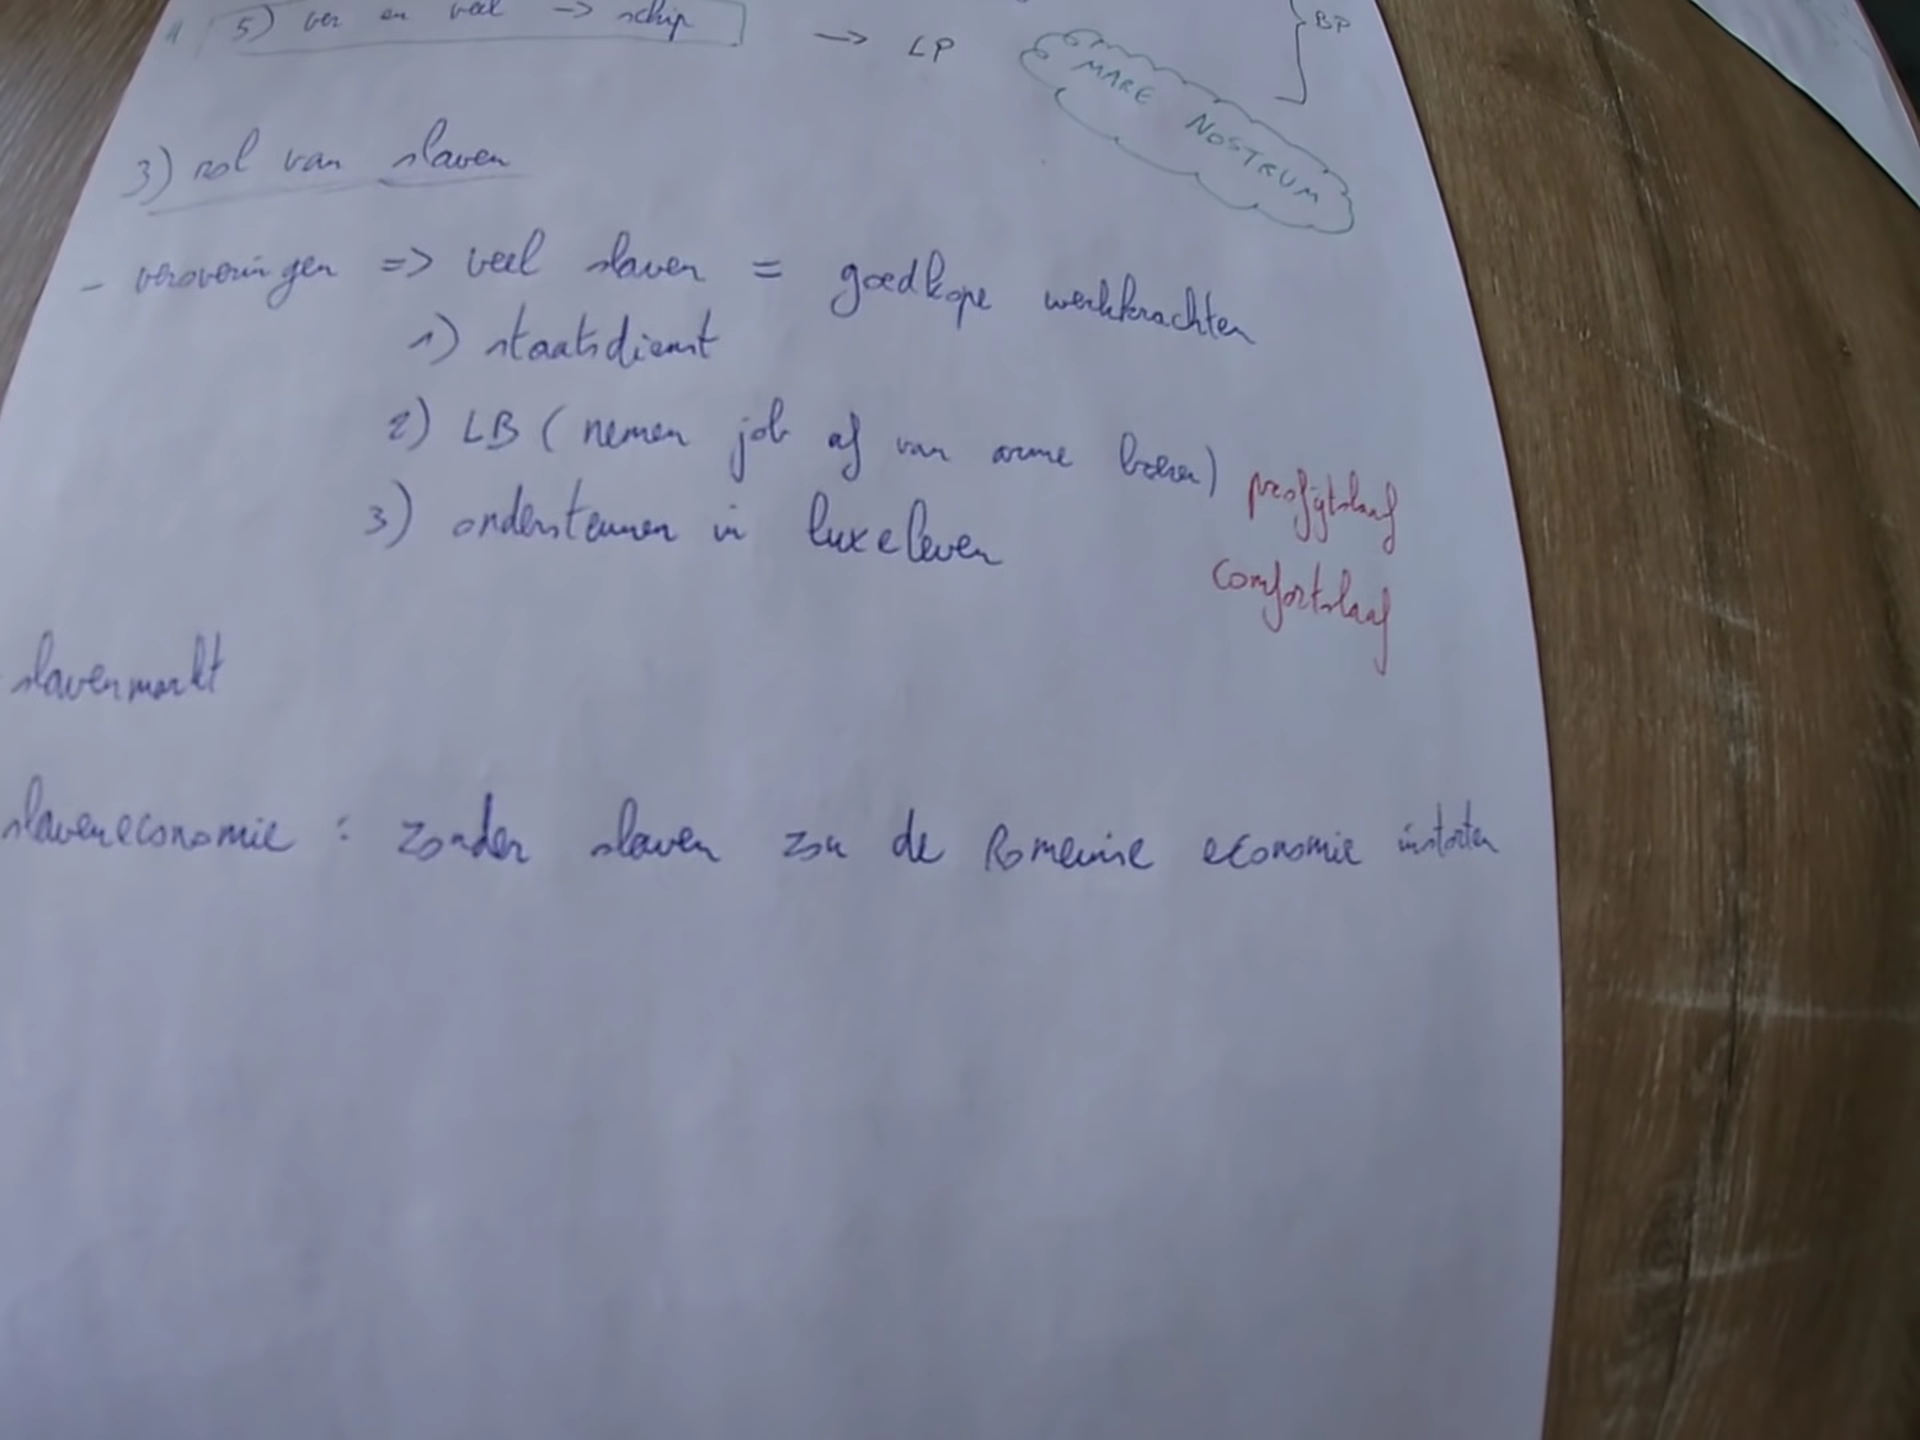 5) ver en veel -> schip
-> LP
BP
MARE NOSTRUM
3) rol van slaven
- veroveringen => veel slaven = goedkope werkkrachten
1) staatsdienst
2) LB (nemen job af van arme boeren) profijtslaaf
3) ondersteunen in luxeleven
comfortslaaf
slavenmarkt
slaveneconomie : zonder slaven zou de Romeinse economie instorten